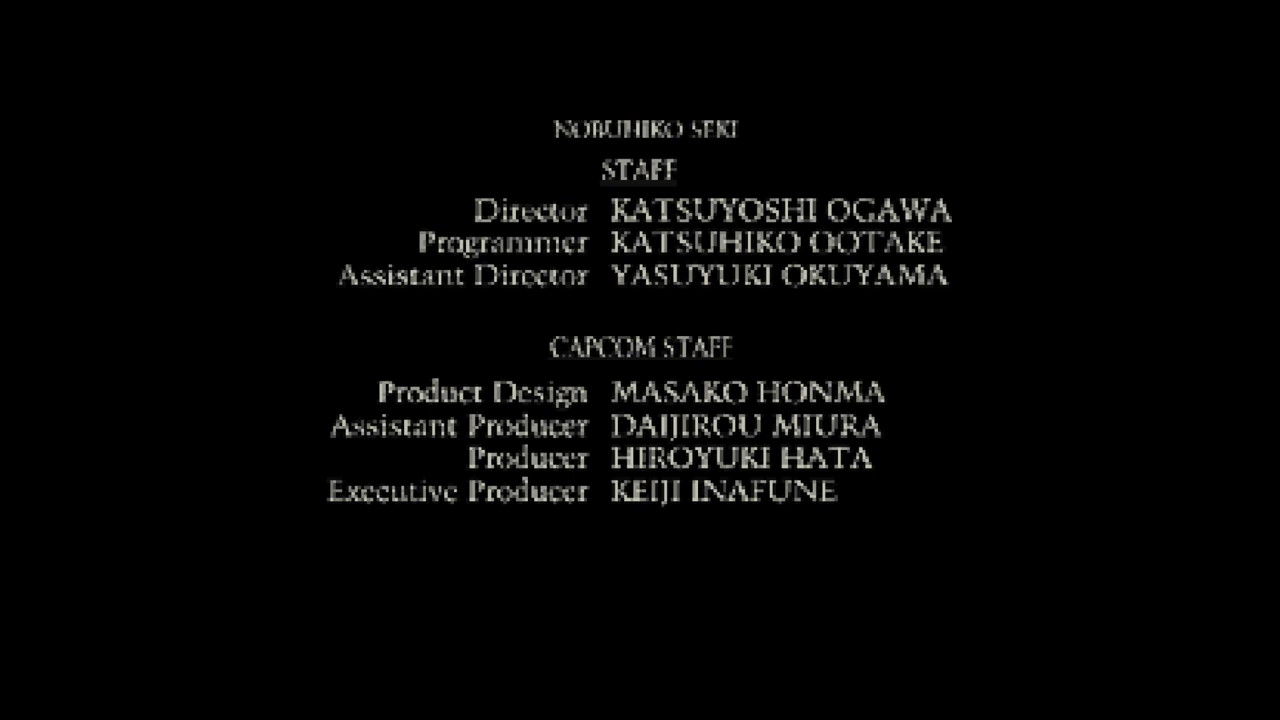 NOBUHIKO SEKI
STAFF
Director KATSUYOSHI OGAWA
Programmer KATSUHIKO OOTAKE
Assistant Director YASUYUKI OKUYAMA
CAPCOM STAFF
Product Design MASAKO HONMA
Assistant Producer DAIJIROU MIURA
Producer HIROYUKI HATA
Executive Producer KEIJI INAFUNE